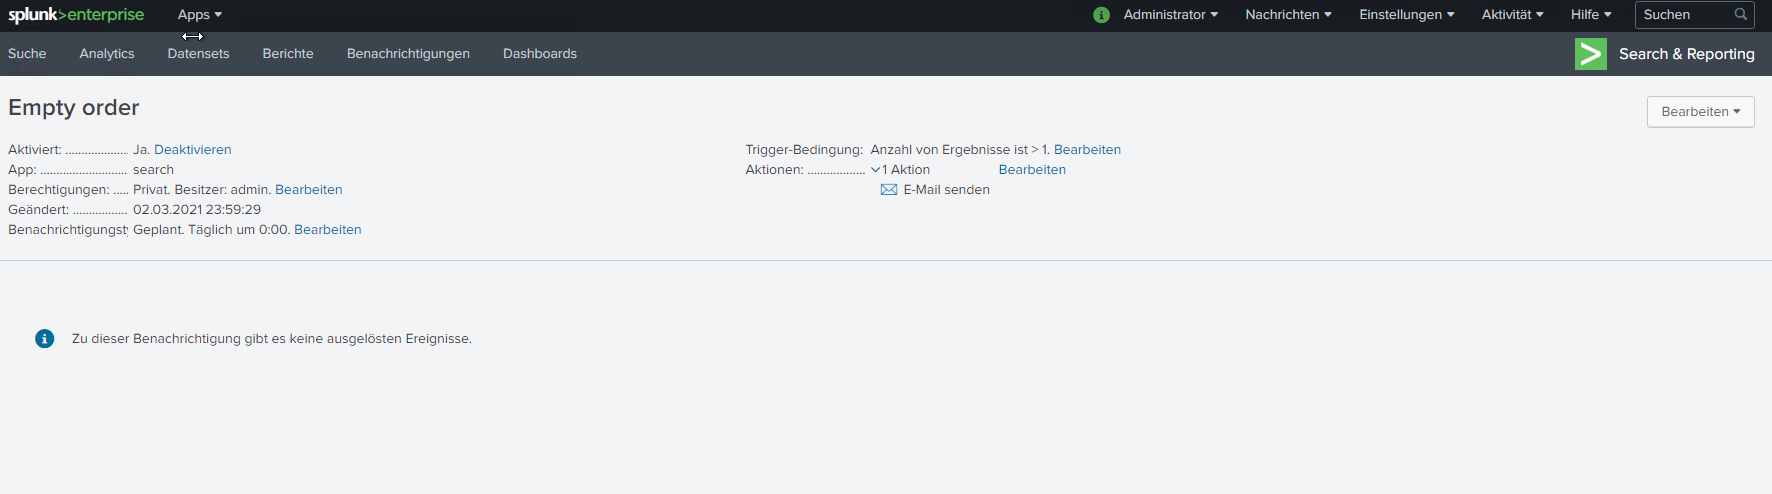 splunk>enterprise Apps Administrator Nachrichten Einstellungen Aktivität Hilfe Suchen
Suche Analytics Datensets Berichte Benachrichtigungen Dashboards Search & Reporting
Empty order
Bearbeiten
Aktiviert: ................... Ja. Deaktivieren
App: .......................... search
Berechtigungen: ..... Privat. Besitzer: admin. Bearbeiten
Geändert: ................. 02.03.2021 23:59:29
Benachrichtigungsty Geplant. Täglich um 0:00. Bearbeiten
Trigger-Bedingung: Anzahl von Ergebnisse ist > 1. Bearbeiten
Aktionen: .................. 1 Aktion Bearbeiten
E-Mail senden
Zu dieser Benachrichtigung gibt es keine ausgelösten Ereignisse.